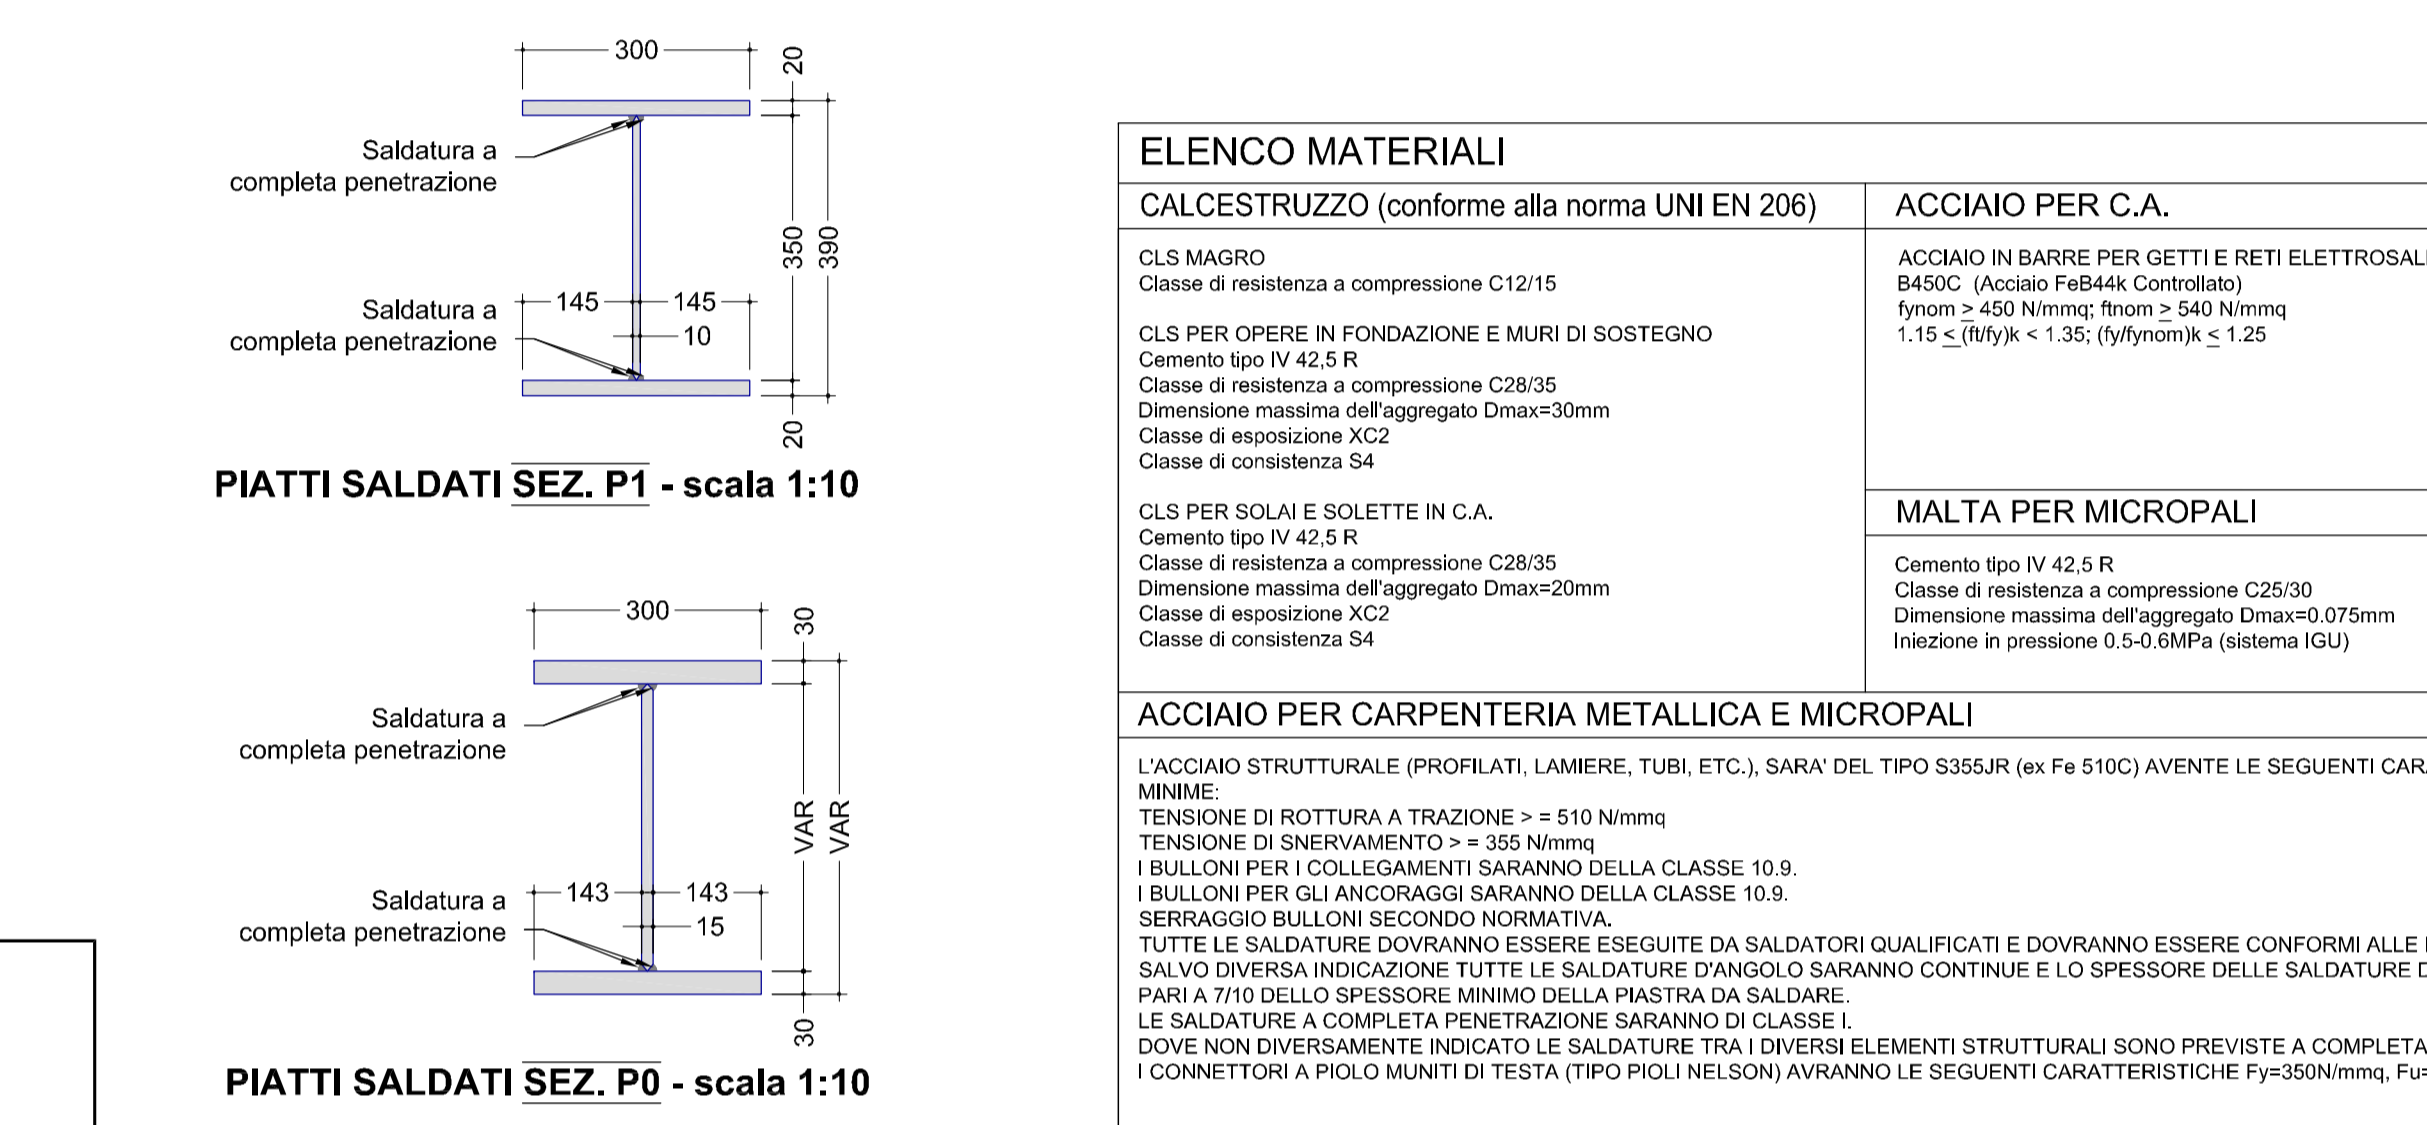 300
20
Saldatura a
completa penetrazione
350
390
Saldatura a
completa penetrazione
145
145
10
20
PIATTI SALDATI SEZ. P1 - scala 1:10
300
30
Saldatura a
completa penetrazione
VAR
VAR
Saldatura a
completa penetrazione
143
143
15
30
PIATTI SALDATI SEZ. P0 - scala 1:10
ELENCO MATERIALI
CALCESTRUZZO (conforme alla norma UNI EN 206)
CLS MAGRO
Classe di resistenza a compressione C12/15
CLS PER OPERE IN FONDAZIONE E MURI DI SOSTEGNO
Cemento tipo IV 42,5 R
Classe di resistenza a compressione C28/35
Dimensione massima dell'aggregato Dmax=30mm
Classe di esposizione XC2
Classe di consistenza S4
CLS PER SOLAI E SOLETTE IN C.A.
Cemento tipo IV 42,5 R
Classe di resistenza a compressione C28/35
Dimensione massima dell'aggregato Dmax=20mm
Classe di esposizione XC2
Classe di consistenza S4
ACCIAIO PER C.A.
ACCIAIO IN BARRE PER GETTI E RETI
B450C (Acciaio FeB44k Controllato)
fynom ≥ 450 N/mmq; ftnom ≥ 540 N/mmq
1.15 ≤ (ft/fy)k < 1.35; (fy/fynom)k ≤ 1.25
MALTA PER MICROPALI
Cemento tipo IV 42,5 R
Classe di resistenza a compressione C25/30
Dimensione massima dell'aggregato Dmax=0.075mm
Iniezione in pressione 0.5-0.6MPa (sistema IGU)
ACCIAIO PER CARPENTERIA METALLICA E MICROPALI
L'ACCIAIO STRUTTURALE (PROFILATI, LAMIERE, TUBI, ETC.), SARA' DEL TIPO S355JR (ex Fe 510C) AVENTE LE SEGUENTI
MINIME:
TENSIONE DI ROTTURA A TRAZIONE > = 510 N/mmq
TENSIONE DI SNERVAMENTO > = 355 N/mmq
I BULLONI PER I COLLEGAMENTI SARANNO DELLA CLASSE 10.9.
I BULLONI PER GLI ANCORAGGI SARANNO DELLA CLASSE 10.9.
SERRAGGIO BULLONI SECONDO NORMATIVA.
TUTTE LE SALDATURE DOVRANNO ESSERE ESEGUITE DA SALDATORI QUALIFICATI E DOVRANNO ESSERE CONFORMI ALLE
SALVO DIVERSA INDICAZIONE TUTTE LE SALDATURE D'ANGOLO SARANNO CONTINUE E LO SPESSORE DELLE SALDATURE
PARI A 7/10 DELLO SPESSORE MINIMO DELLA PIASTRA DA SALDARE.
LE SALDATURE A COMPLETA PENETRAZIONE SARANNO DI CLASSE I.
DOVE NON DIVERSAMENTE INDICATO LE SALDATURE TRA I DIVERSI ELEMENTI STRUTTURALI SONO PREVISTE A COMPLETA
I CONNETTORI A PIOLO MUNITI DI TESTA (TIPO PIOLI NELSON) AVRANNO LE SEGUENTI CARATTERISTICHE Fy=350N/mmq,